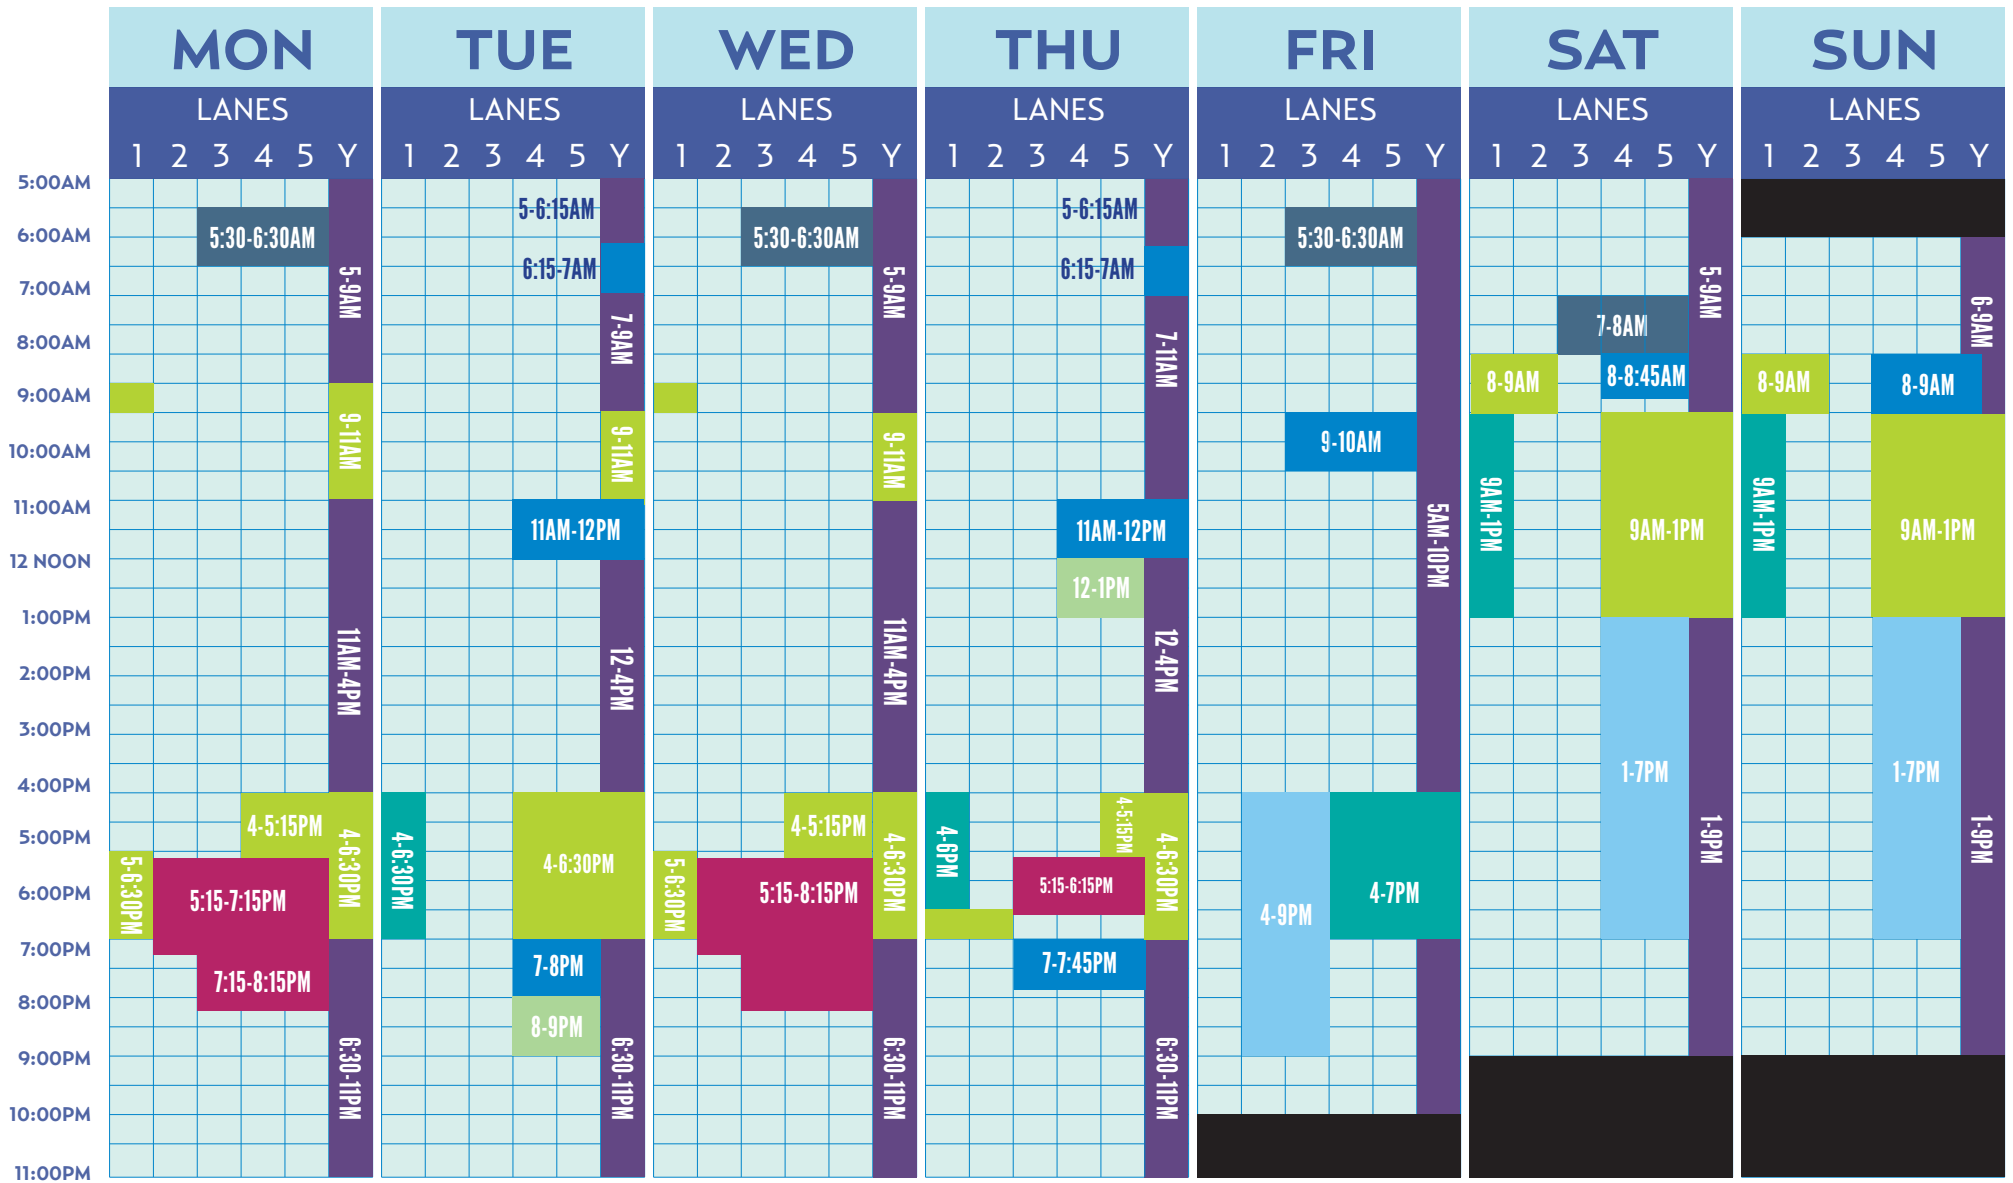 MON
TUE
WED
THU
FRI
SAT
SUN
LANES
LANES
LANES
LANES
LANES
LANES
LANES
1 2 3 4 5 Y
1 2 3 4 5 Y
1 2 3 4 5 Y
1 2 3 4 5 Y
1 2 3 4 5 Y
1 2 3 4 5 Y
1 2 3 4 5 Y
5:00AM
6:00AM
7:00AM
8:00AM
9:00AM
10:00AM
11:00AM
12 NOON
1:00PM
2:00PM
3:00PM
4:00PM
5:00PM
6:00PM
7:00PM
8:00PM
9:00PM
10:00PM
11:00PM
5:30-6:30AM
5-9AM
9-11AM
11AM-4PM
4-5:15PM
4-6:30PM
5-6:30PM
5:15-7:15PM
7:15-8:15PM
6:30-11PM
5-6:15AM
6:15-7AM
7-9AM
9-11AM
11AM-12PM
12-4PM
4-6:30PM
4-6:30PM
7-8PM
8-9PM
6:30-11PM
5:30-6:30AM
5-9AM
9-11AM
11AM-4PM
4-5:15PM
4-6:30PM
5-6:30PM
5:15-8:15PM
6:30-11PM
5-6:15AM
6:15-7AM
7-11AM
11AM-12PM
12-1PM
12-4PM
4-6PM
4-5:15PM
4-6:30PM
5:15-6:15PM
7-7:45PM
6:30-11PM
5:30-6:30AM
9-10AM
5AM-10PM
4-9PM
4-7PM
5-9AM
7-8AM
8-9AM
8-8:45AM
9AM-1PM
9AM-1PM
1-7PM
1-9PM
6-9AM
8-9AM
8-9AM
9AM-1PM
9AM-1PM
1-7PM
1-9PM